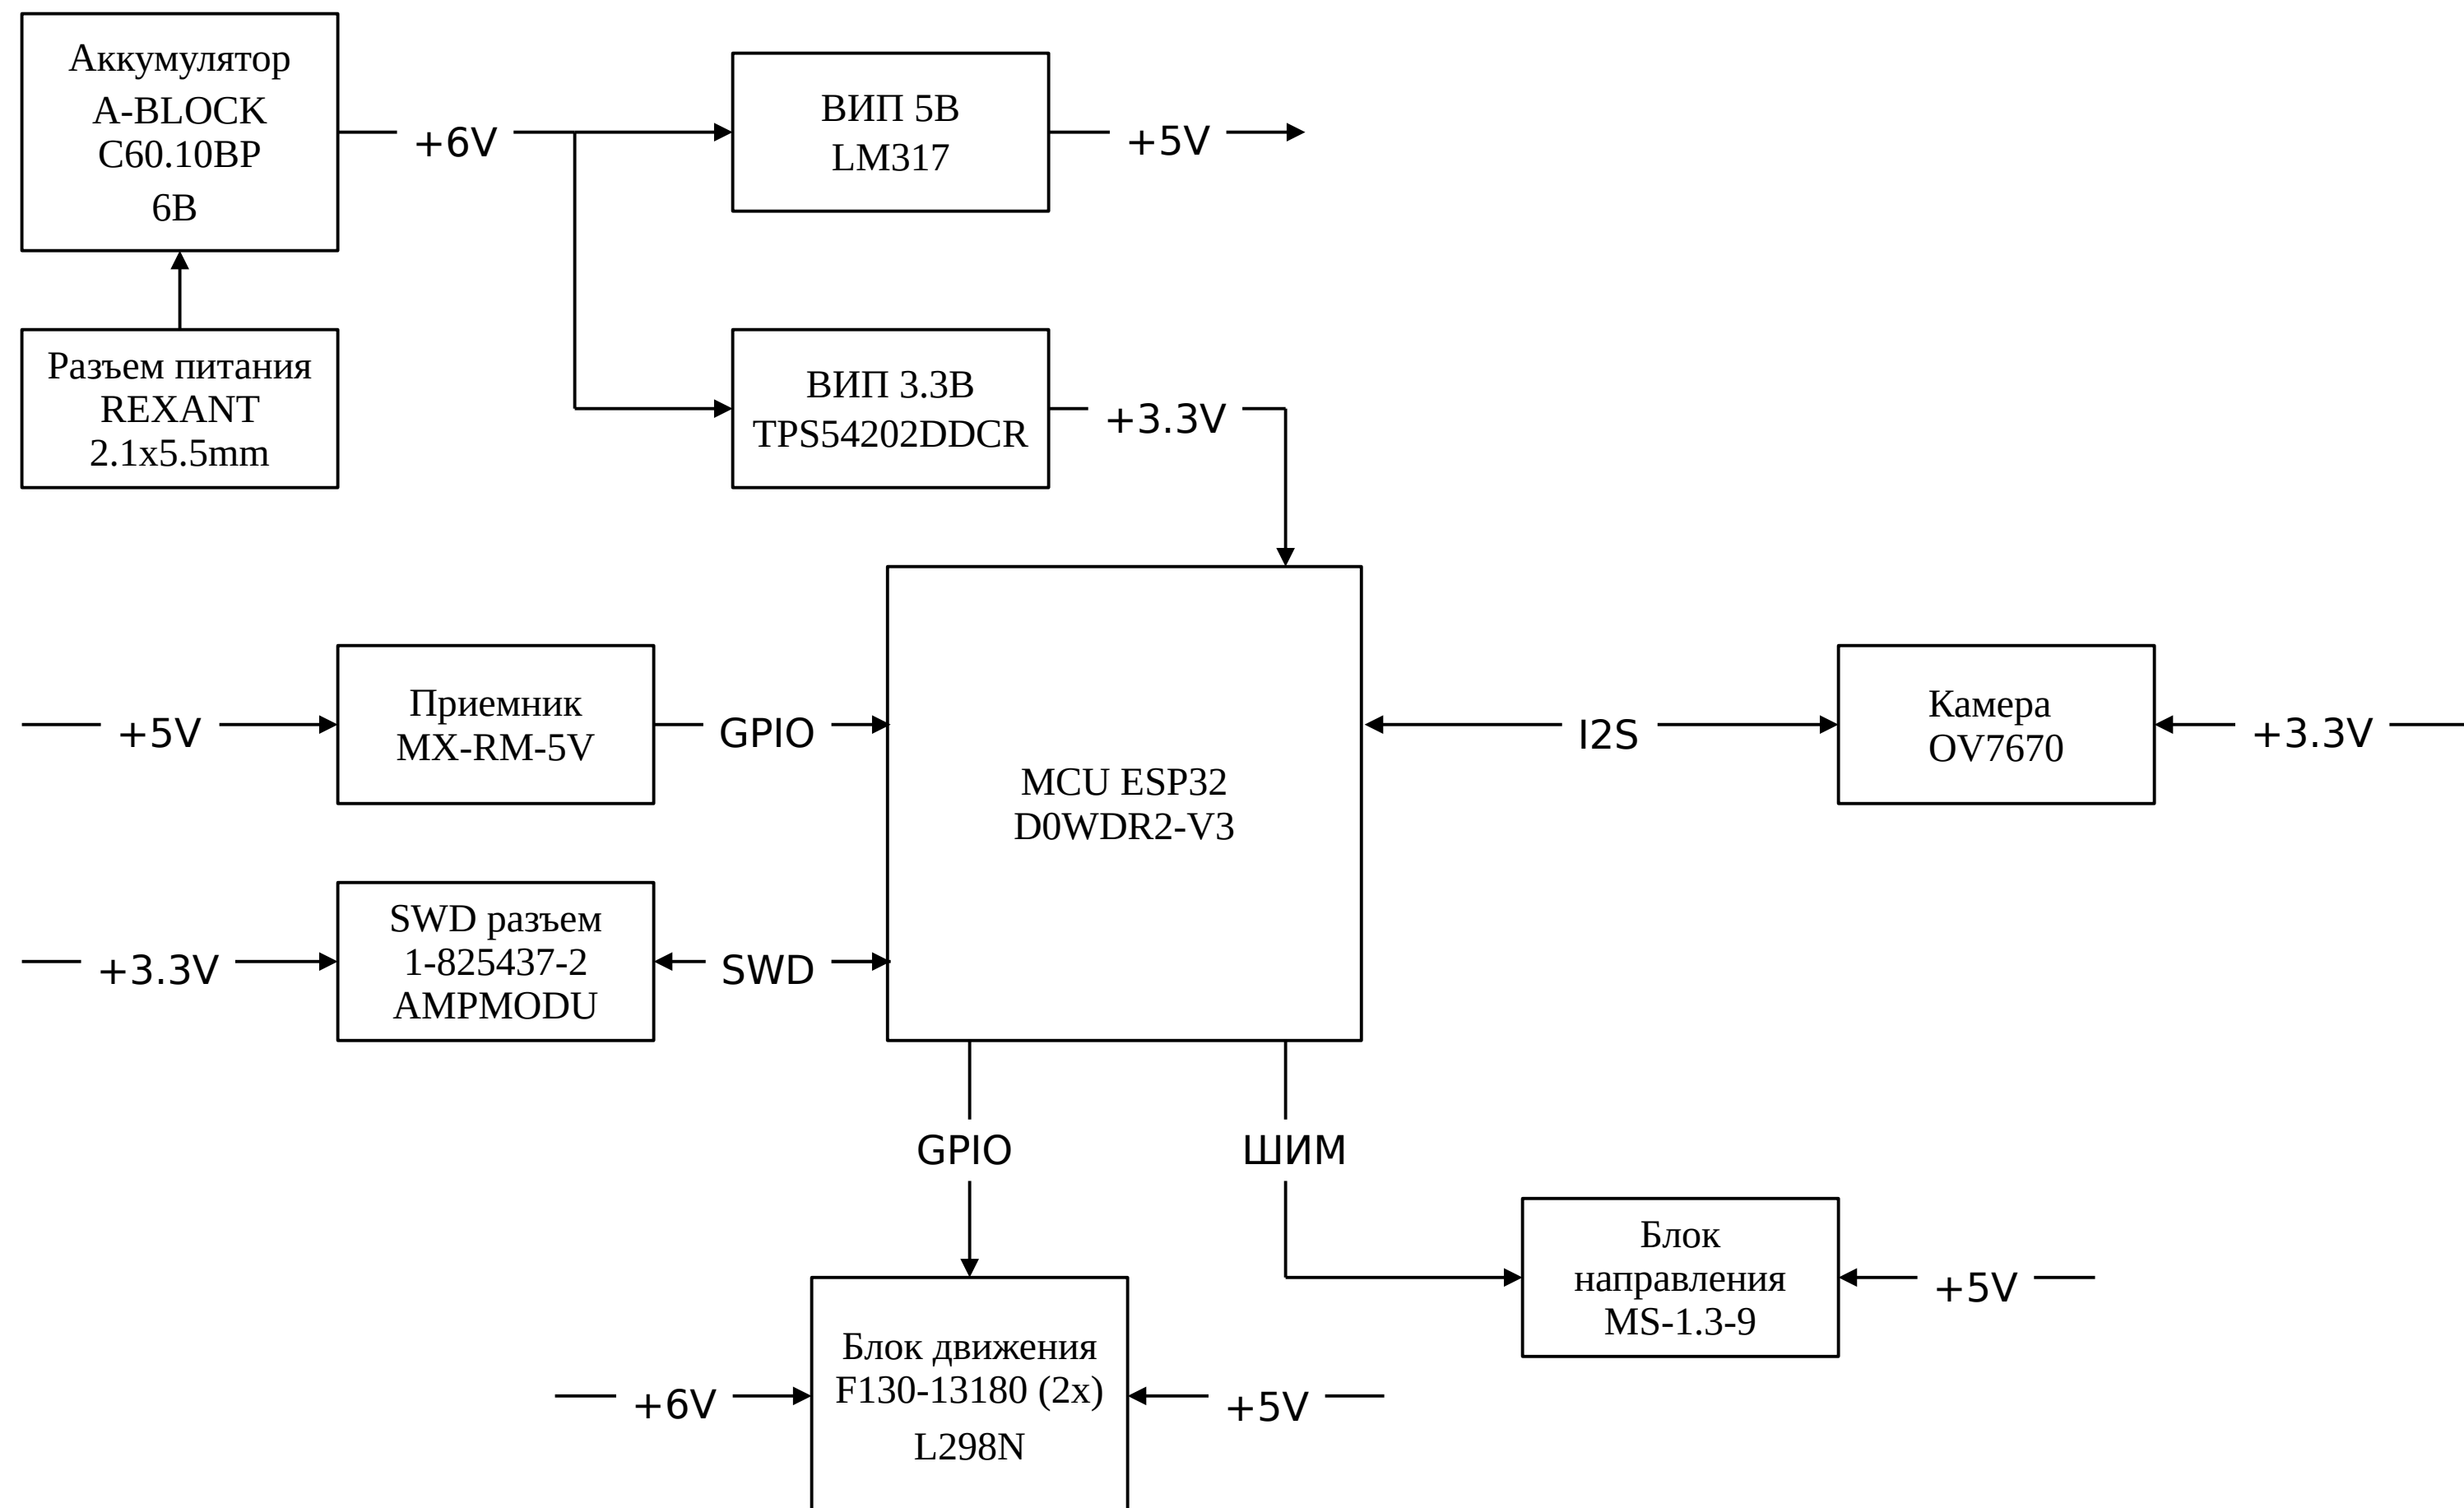 Аккумулятор
A-BLOCK
C60.10BP
6В
+6V
ВИП 5В
LM317
+5V
Разъем питания
REXANT
2.1x5.5mm
ВИП 3.3В
TPS54202DDCR
+3.3V
+5V
Приемник
MX-RM-5V
GPIO
MCU ESP32
D0WDR2-V3
I2S
Камера
OV7670
+3.3V
+3.3V
SWD разъем
1-825437-2
AMPMODU
SWD
GPIO
ШИМ
Блок
направления
MS-1.3-9
+5V
+6V
Блок движения
F130-13180 (2x)
L298N
+5V